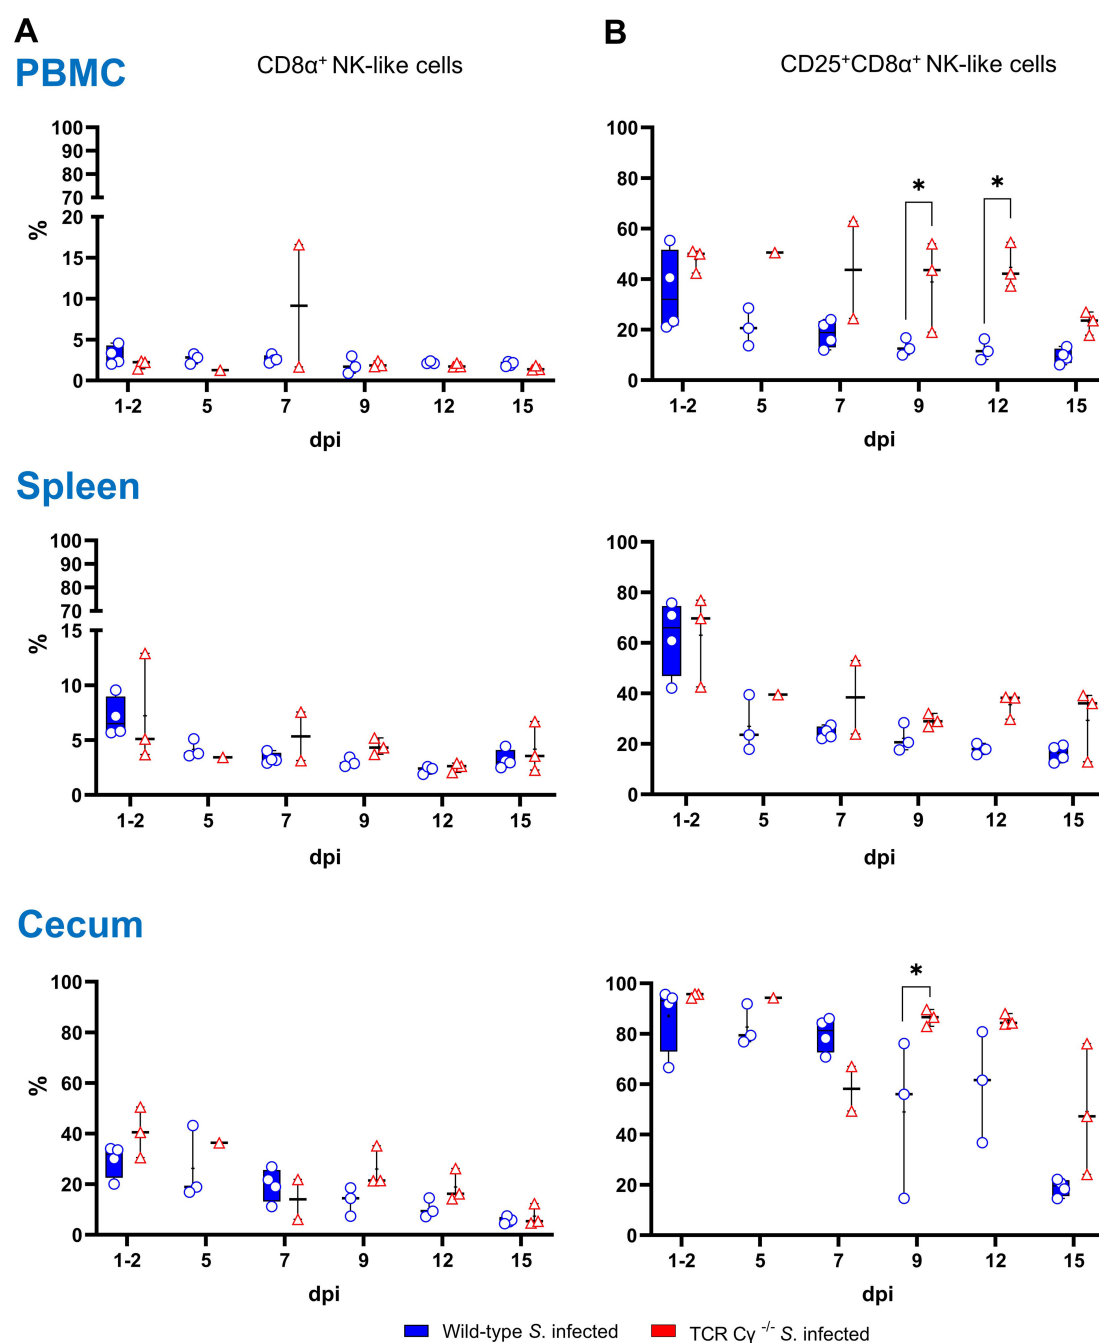 A
B
PBMC
CD8α⁺ NK-like cells
CD25⁺CD8α⁺ NK-like cells
100
90
80
70
20
15
10
5
0
%
1-2 5 7 9 12 15
dpi
100
80
60
40
20
0
* *
1-2 5 7 9 12 15
dpi
Spleen
100
90
80
70
15
10
5
0
%
1-2 5 7 9 12 15
dpi
100
80
60
40
20
0
1-2 5 7 9 12 15
dpi
Cecum
100
80
60
40
20
0
%
1-2 5 7 9 12 15
dpi
100
80
60
40
20
0
*
1-2 5 7 9 12 15
dpi
Wild-type S. infected
TCR Cγ ⁻/⁻ S. infected